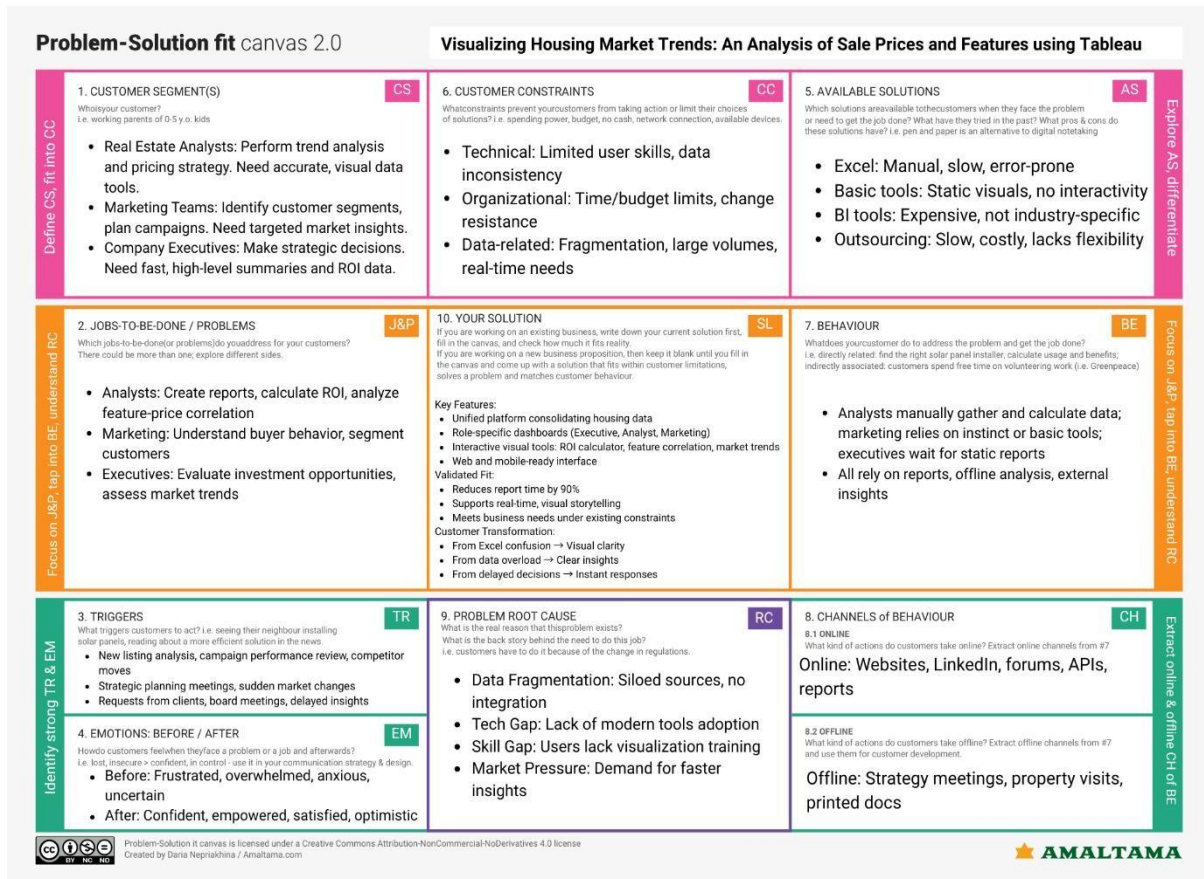 Problem-Solution fit canvas 2.0
Visualizing Housing Market Trends: An Analysis of Sale Prices and Features using Tableau
Define CS, fit into CC
1. CUSTOMER SEGMENT(S)
CS
Whoisyour customer?
i.e. working parents of 0-5 y.o. kids
• Real Estate Analysts: Perform trend analysis
and pricing strategy. Need accurate, visual data
tools.
• Marketing Teams: Identify customer segments,
plan campaigns. Need targeted market insights.
• Company Executives: Make strategic decisions.
Need fast, high-level summaries and ROI data.
6. CUSTOMER CONSTRAINTS
CC
Whatconstraints prevent yourcustomers from taking action or limit their choices
of solutions? i.e. spending power, budget, no cash, network connection, available devices.
• Technical: Limited user skills, data
inconsistency
• Organizational: Time/budget limits, change
resistance
• Data-related: Fragmentation, large volumes,
real-time needs
5. AVAILABLE SOLUTIONS
AS
Which solutions areavailable tothecustomers when they face the problem
or need to get the job done? What have they tried in the past? What pros & cons do
these solutions have? i.e. pen and paper is an alternative to digital notetaking
• Excel: Manual, slow, error-prone
• Basic tools: Static visuals, no interactivity
• BI tools: Expensive, not industry-specific
• Outsourcing: Slow, costly, lacks flexibility
Explore AS, differentiate
Focus on J&P, tap into BE, understand RC
2. JOBS-TO-BE-DONE / PROBLEMS
J&P
Which jobs-to-be-done(or problems)do youaddress for your customers?
There could be more than one; explore different sides.
• Analysts: Create reports, calculate ROI, analyze
feature-price correlation
• Marketing: Understand buyer behavior, segment
customers
• Executives: Evaluate investment opportunities,
assess market trends
10. YOUR SOLUTION
SL
If you are working on an existing business, write down your current solution first,
fill in the canvas, and check how much it fits reality.
If you are working on a new business proposition, then keep it blank until you fill in
the canvas and come up with a solution that fits within customer limitations,
solves a problem and matches customer behaviour.
Key Features:
• Unified platform consolidating housing data
• Role-specific dashboards (Executive, Analyst, Marketing)
• Interactive visual tools: ROI calculator, feature correlation, market trends
• Web and mobile-ready interface
Validated Fit:
• Reduces report time by 90%
• Supports real-time, visual storytelling
• Meets business needs under existing constraints
Customer Transformation:
• From Excel confusion → Visual clarity
• From data overload → Clear insights
• From delayed decisions → Instant responses
7. BEHAVIOUR
BE
Whatdoes yourcustomer do to address the problem and get the job done?
i.e. directly related: find the right solar panel installer, calculate usage and benefits;
indirectly associated: customers spend free time on volunteering work (i.e. Greenpeace)
• Analysts manually gather and calculate data;
marketing relies on instinct or basic tools;
executives wait for static reports
• All rely on reports, offline analysis, external
insights
Focus on J&P, tap into BE, understand RC
Identify strong TR & EM
3. TRIGGERS
TR
What triggers customers to act? i.e. seeing their neighbour installing
solar panels, reading about a more efficient solution in the news.
• New listing analysis, campaign performance review, competitor
moves
• Strategic planning meetings, sudden market changes
• Requests from clients, board meetings, delayed insights
4. EMOTIONS: BEFORE / AFTER
EM
Howdo customers feelwhen theyface a problem or a job and afterwards?
i.e. lost, insecure > confident, in control - use it in your communication strategy & design.
• Before: Frustrated, overwhelmed, anxious,
uncertain
• After: Confident, empowered, satisfied, optimistic
9. PROBLEM ROOT CAUSE
RC
What is the real reason that thisproblem exists?
What is the back story behind the need to do this job?
i.e. customers have to do it because of the change in regulations.
• Data Fragmentation: Siloed sources, no
integration
• Tech Gap: Lack of modern tools adoption
• Skill Gap: Users lack visualization training
• Market Pressure: Demand for faster
insights
8. CHANNELS of BEHAVIOUR
CH
8.1 ONLINE
What kind of actions do customers take online? Extract online channels from #7
Online: Websites, LinkedIn, forums, APIs,
reports
8.2 OFFLINE
What kind of actions do customers take offline? Extract offline channels from #7
and use them for customer development.
Offline: Strategy meetings, property visits,
printed docs
Extract online & offline CH of BE
cc
BY NC ND
Problem-Solution it canvas is licensed under a Creative Commons Attribution-NonCommercial-NoDerivatives 4.0 license
Created by Daria Nepriakhina / Amaltama.com
AMALTAMA